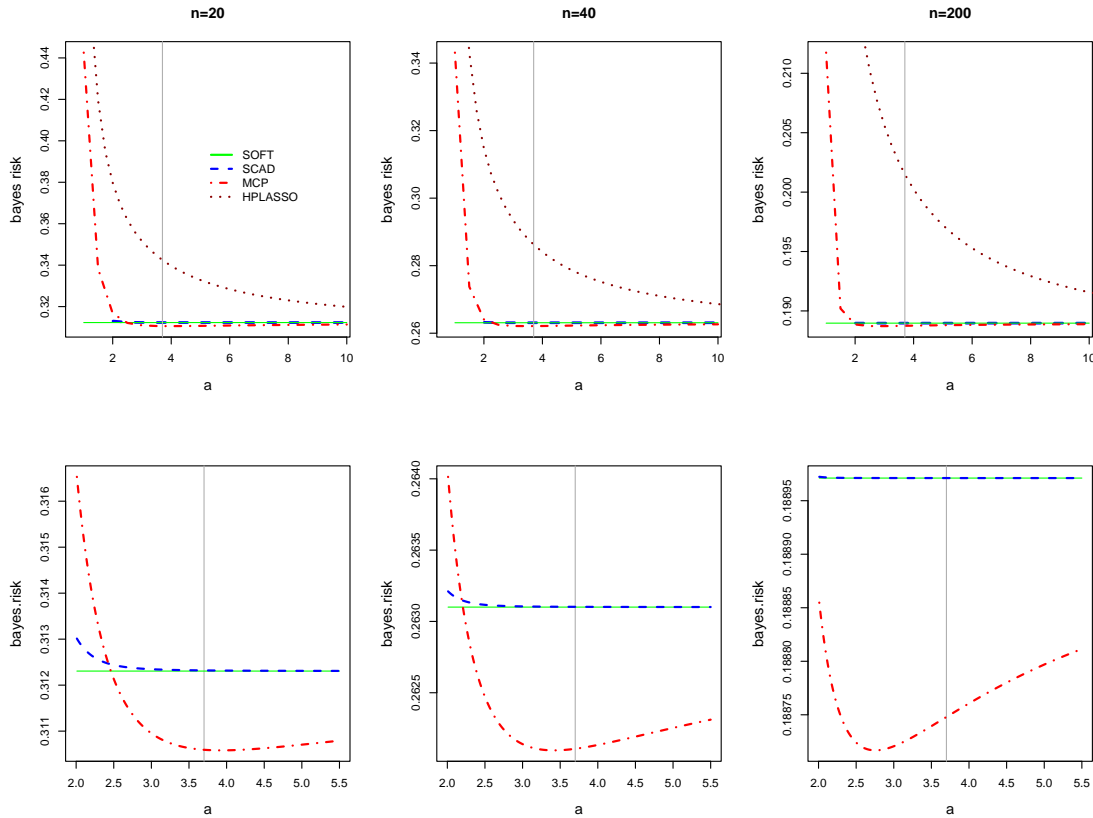 n=20
n=40
n=200
bayes risk
0.32 0.34 0.36 0.38 0.40 0.42 0.44
SOFT
SCAD
MCP
HPLASSO
2 4 6 8 10
a
bayes risk
0.26 0.28 0.30 0.32 0.34
2 4 6 8 10
a
bayes risk
0.190 0.195 0.200 0.205 0.210
2 4 6 8 10
a
bayes.risk
0.311 0.312 0.313 0.314 0.315 0.316
2.0 2.5 3.0 3.5 4.0 4.5 5.0 5.5
a
bayes.risk
0.2625 0.2630 0.2635 0.2640
2.0 2.5 3.0 3.5 4.0 4.5 5.0 5.5
a
bayes.risk
0.18875 0.18880 0.18885 0.18890 0.18895
2.0 2.5 3.0 3.5 4.0 4.5 5.0 5.5
a